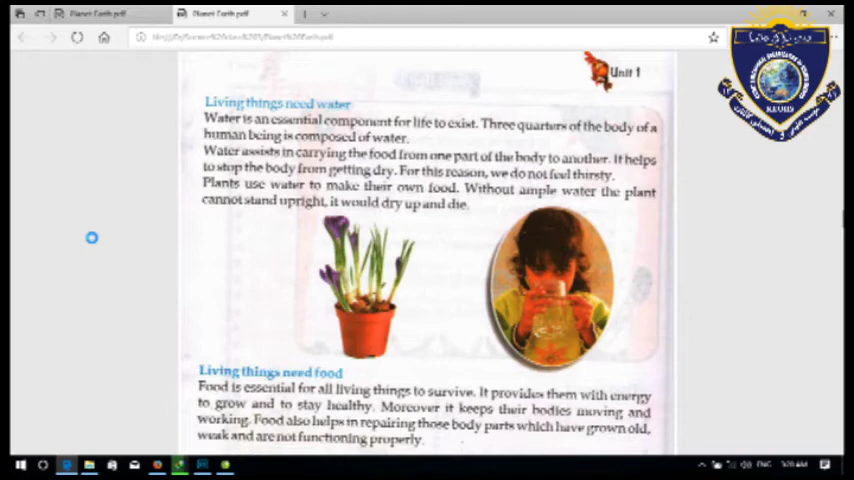 Planet Earth.pdf
Planet Earth.pdf
Unit 1
Living things need water
Water is an essential component for life to exist. Three quarters of the body of a
human being is composed of water.
Water assists in carrying the food from one part of the body to another. It helps
to stop the body from getting dry. For this reason, we do not feel thirsty.
Plants use water to make their own food. Without ample water the plant
cannot stand upright, it would dry up and die.
Living things need food
Food is essential for all living things to survive. It provides them with energy
to grow and to stay healthy. Moreover it keeps their bodies moving and
working. Food also helps in repairing those body parts which have grown old,
weak and are not functioning properly.
ENG